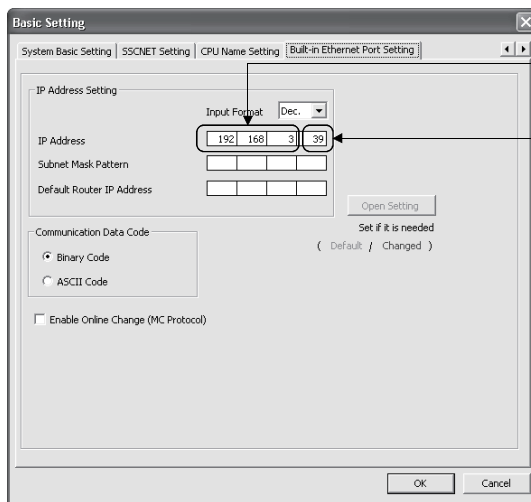 Basic Setting
System Basic Setting SSCNET Setting CPU Name Setting Built-in Ethernet Port Setting
IP Address Setting
Input Format Dec.
IP Address 192 168 3 39
Subnet Mask Pattern
Default Router IP Address
Open Setting
Set if it is needed
( Default / Changed )
Communication Data Code
Binary Code
ASCII Code
Enable Online Change (MC Protocol)
OK Cancel